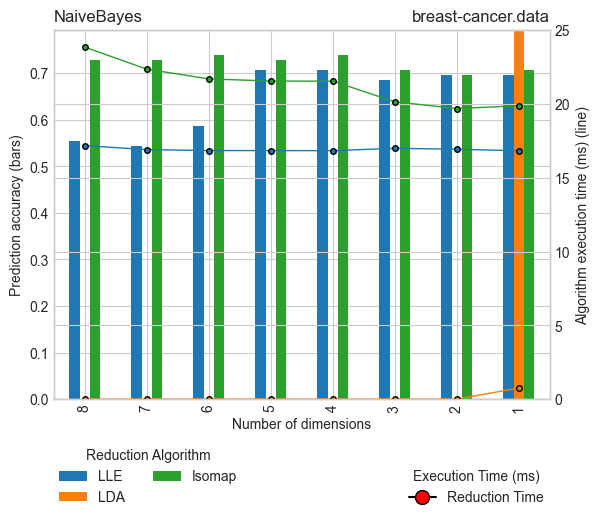 NaiveBayes
breast-cancer.data
Prediction accuracy (bars)
0.7
0.6
0.5
0.4
0.3
0.2
0.1
0.0
25
20
15
10
5
0
Algorithm execution time (ms) (line)
8 7 6 5 4 3 2 1
Number of dimensions
Reduction Algorithm
LLE
LDA
Isomap
Execution Time (ms)
Reduction Time